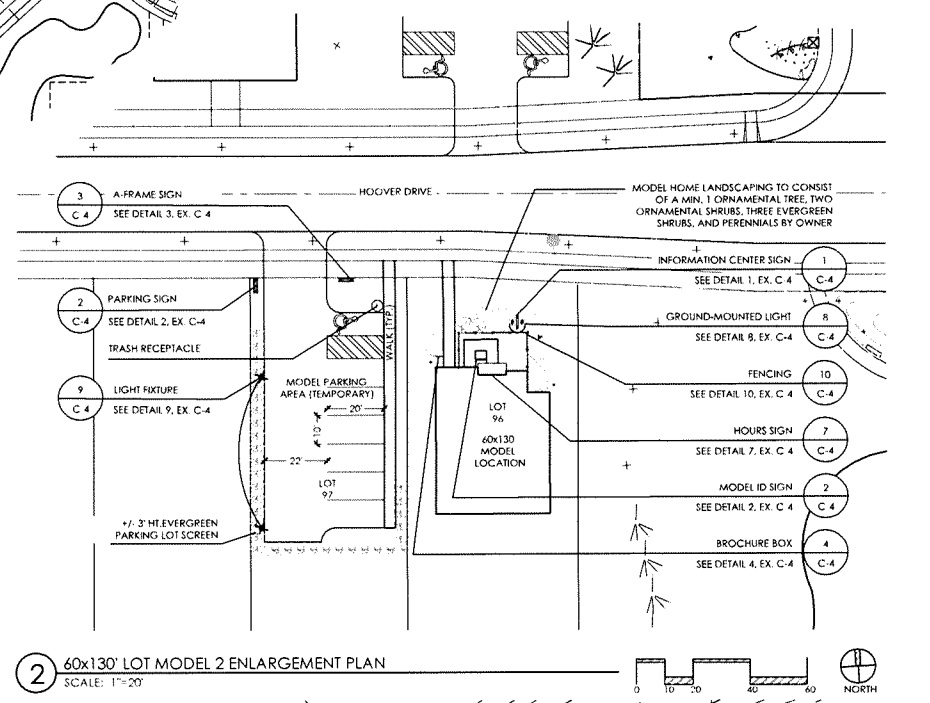 3
C 4
A-FRAME SIGN
SEE DETAIL 3, EX. C 4
HOOVER DRIVE
MODEL HOME LANDSCAPING TO CONSIST
OF A MIN. 1 ORNAMENTAL TREE, TWO
ORNAMENTAL SHRUBS, THREE EVERGREEN
SHRUBS, AND PERENNIALS BY OWNER
INFORMATION CENTER SIGN
SEE DETAIL 1, EX. C 4
1
C-4
2
C-4
PARKING SIGN
SEE DETAIL 2, EX. C-4
TRASH RECEPTACLE
WALK (TYP.)
GROUND-MOUNTED LIGHT
SEE DETAIL 8, EX. C-4
8
C-4
9
C 4
LIGHT FIXTURE
SEE DETAIL 9, EX. C-4
MODEL PARKING
AREA (TEMPORARY)
20'
10'
22'
LOT
97
FENCING
SEE DETAIL 10, EX. C 4
10
C-4
LOT
96
60x130
MODEL
LOCATION
HOURS SIGN
SEE DETAIL 7, EX. C 4
7
C-4
MODEL ID SIGN
SEE DETAIL 2, EX. C 4
2
C-4
+/- 3' HT.EVERGREEN
PARKING LOT SCREEN
BROCHURE BOX
SEE DETAIL 4, EX. C-4
4
C-4
2
60x130' LOT MODEL 2 ENLARGEMENT PLAN
SCALE: 1"=20'
0 10 20 40 60
NORTH